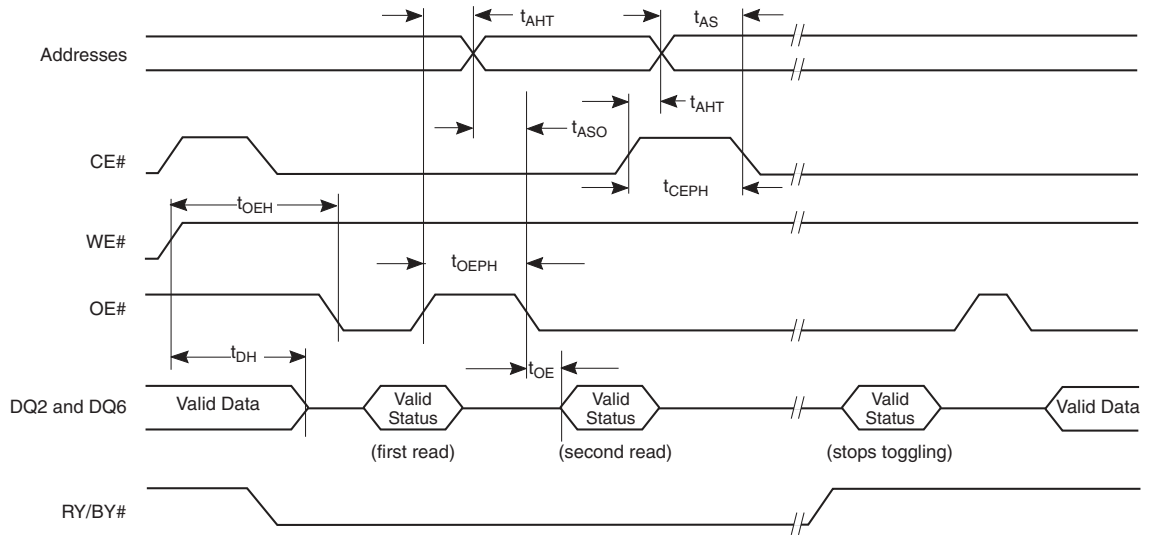 tAHT
tAS
Addresses
tAHT
tASO
CE#
tCEPH
tOEH
WE#
tOEPH
OE#
tDH
tOE
DQ2 and DQ6
Valid Data
Valid
Status
Valid
Status
Valid
Status
Valid Data
(first read)
(second read)
(stops toggling)
RY/BY#